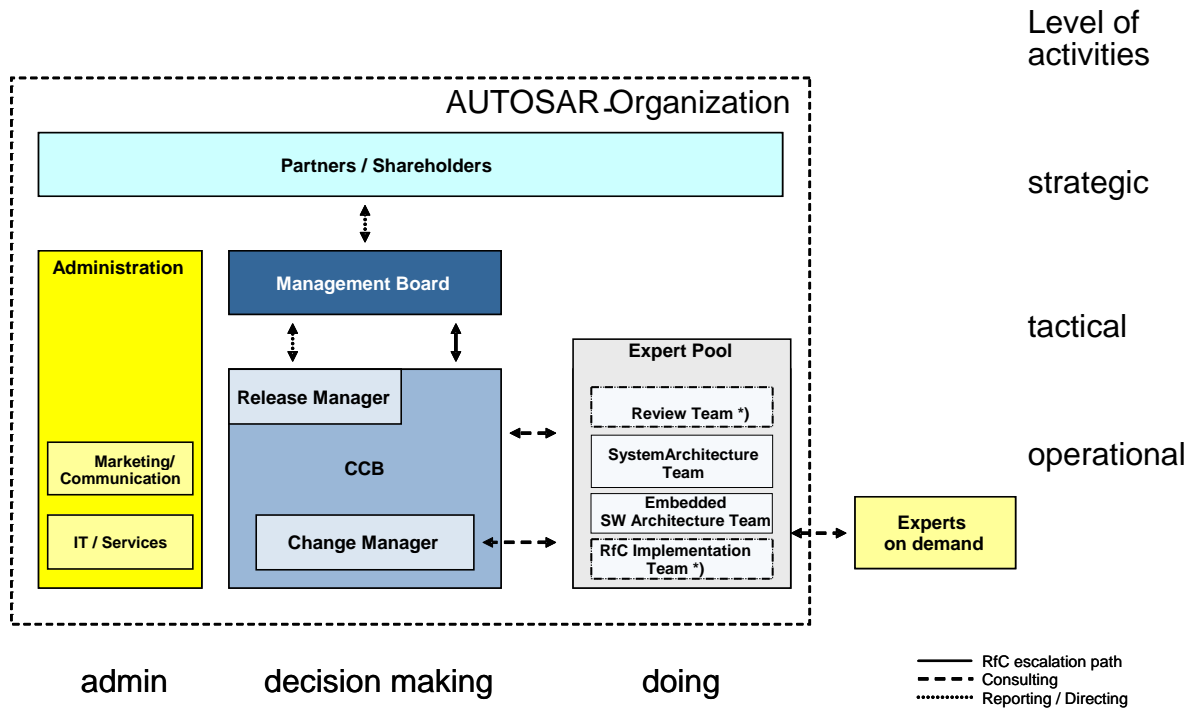 Level of
activities
AUTOSAR-Organization
Partners / Shareholders
strategic
Administration
Management Board
tactical
Expert Pool
Release Manager
Review Team *)
CCB
SystemArchitecture
Team
operational
Marketing/
Communication
Embedded
SW Architecture Team
Experts
on demand
IT / Services
Change Manager
RfC Implementation
Team *)
admin
decision making
doing
RfC escalation path
Consulting
Reporting / Directing